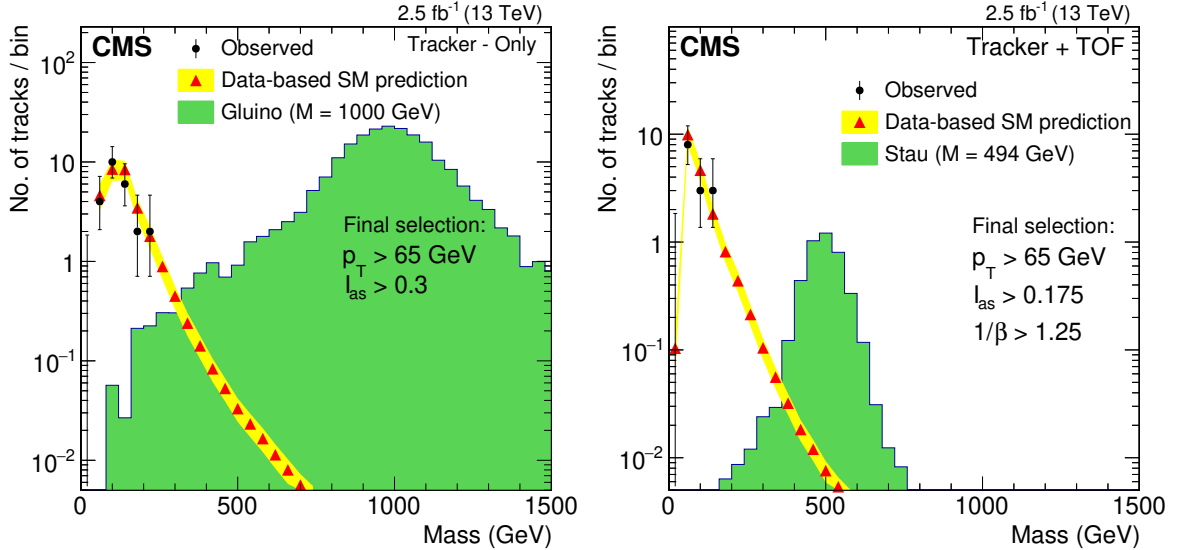 2.5 fb⁻¹ (13 TeV)
CMS
Tracker - Only
Observed
Data-based SM prediction
Gluino (M = 1000 GeV)
Final selection:
p_T > 65 GeV
I_as > 0.3
No. of tracks / bin
10²
10
1
10⁻¹
10⁻²
0 500 1000 1500
Mass (GeV)
2.5 fb⁻¹ (13 TeV)
CMS
Tracker + TOF
Observed
Data-based SM prediction
Stau (M = 494 GeV)
Final selection:
p_T > 65 GeV
I_as > 0.175
1/β > 1.25
No. of tracks / bin
10
1
10⁻¹
10⁻²
0 500 1000 1500
Mass (GeV)